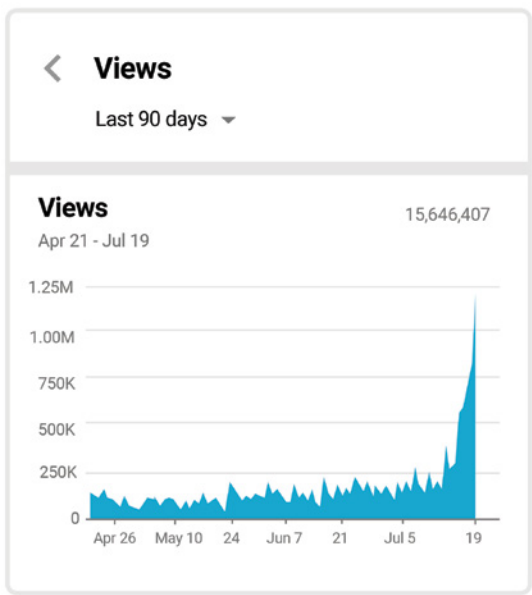 Views
Last 90 days
Views
15,646,407
Apr 21 - Jul 19
1.25M
1.00M
750K
500K
250K
0
Apr 26 May 10 24 Jun 7 21 Jul 5 19